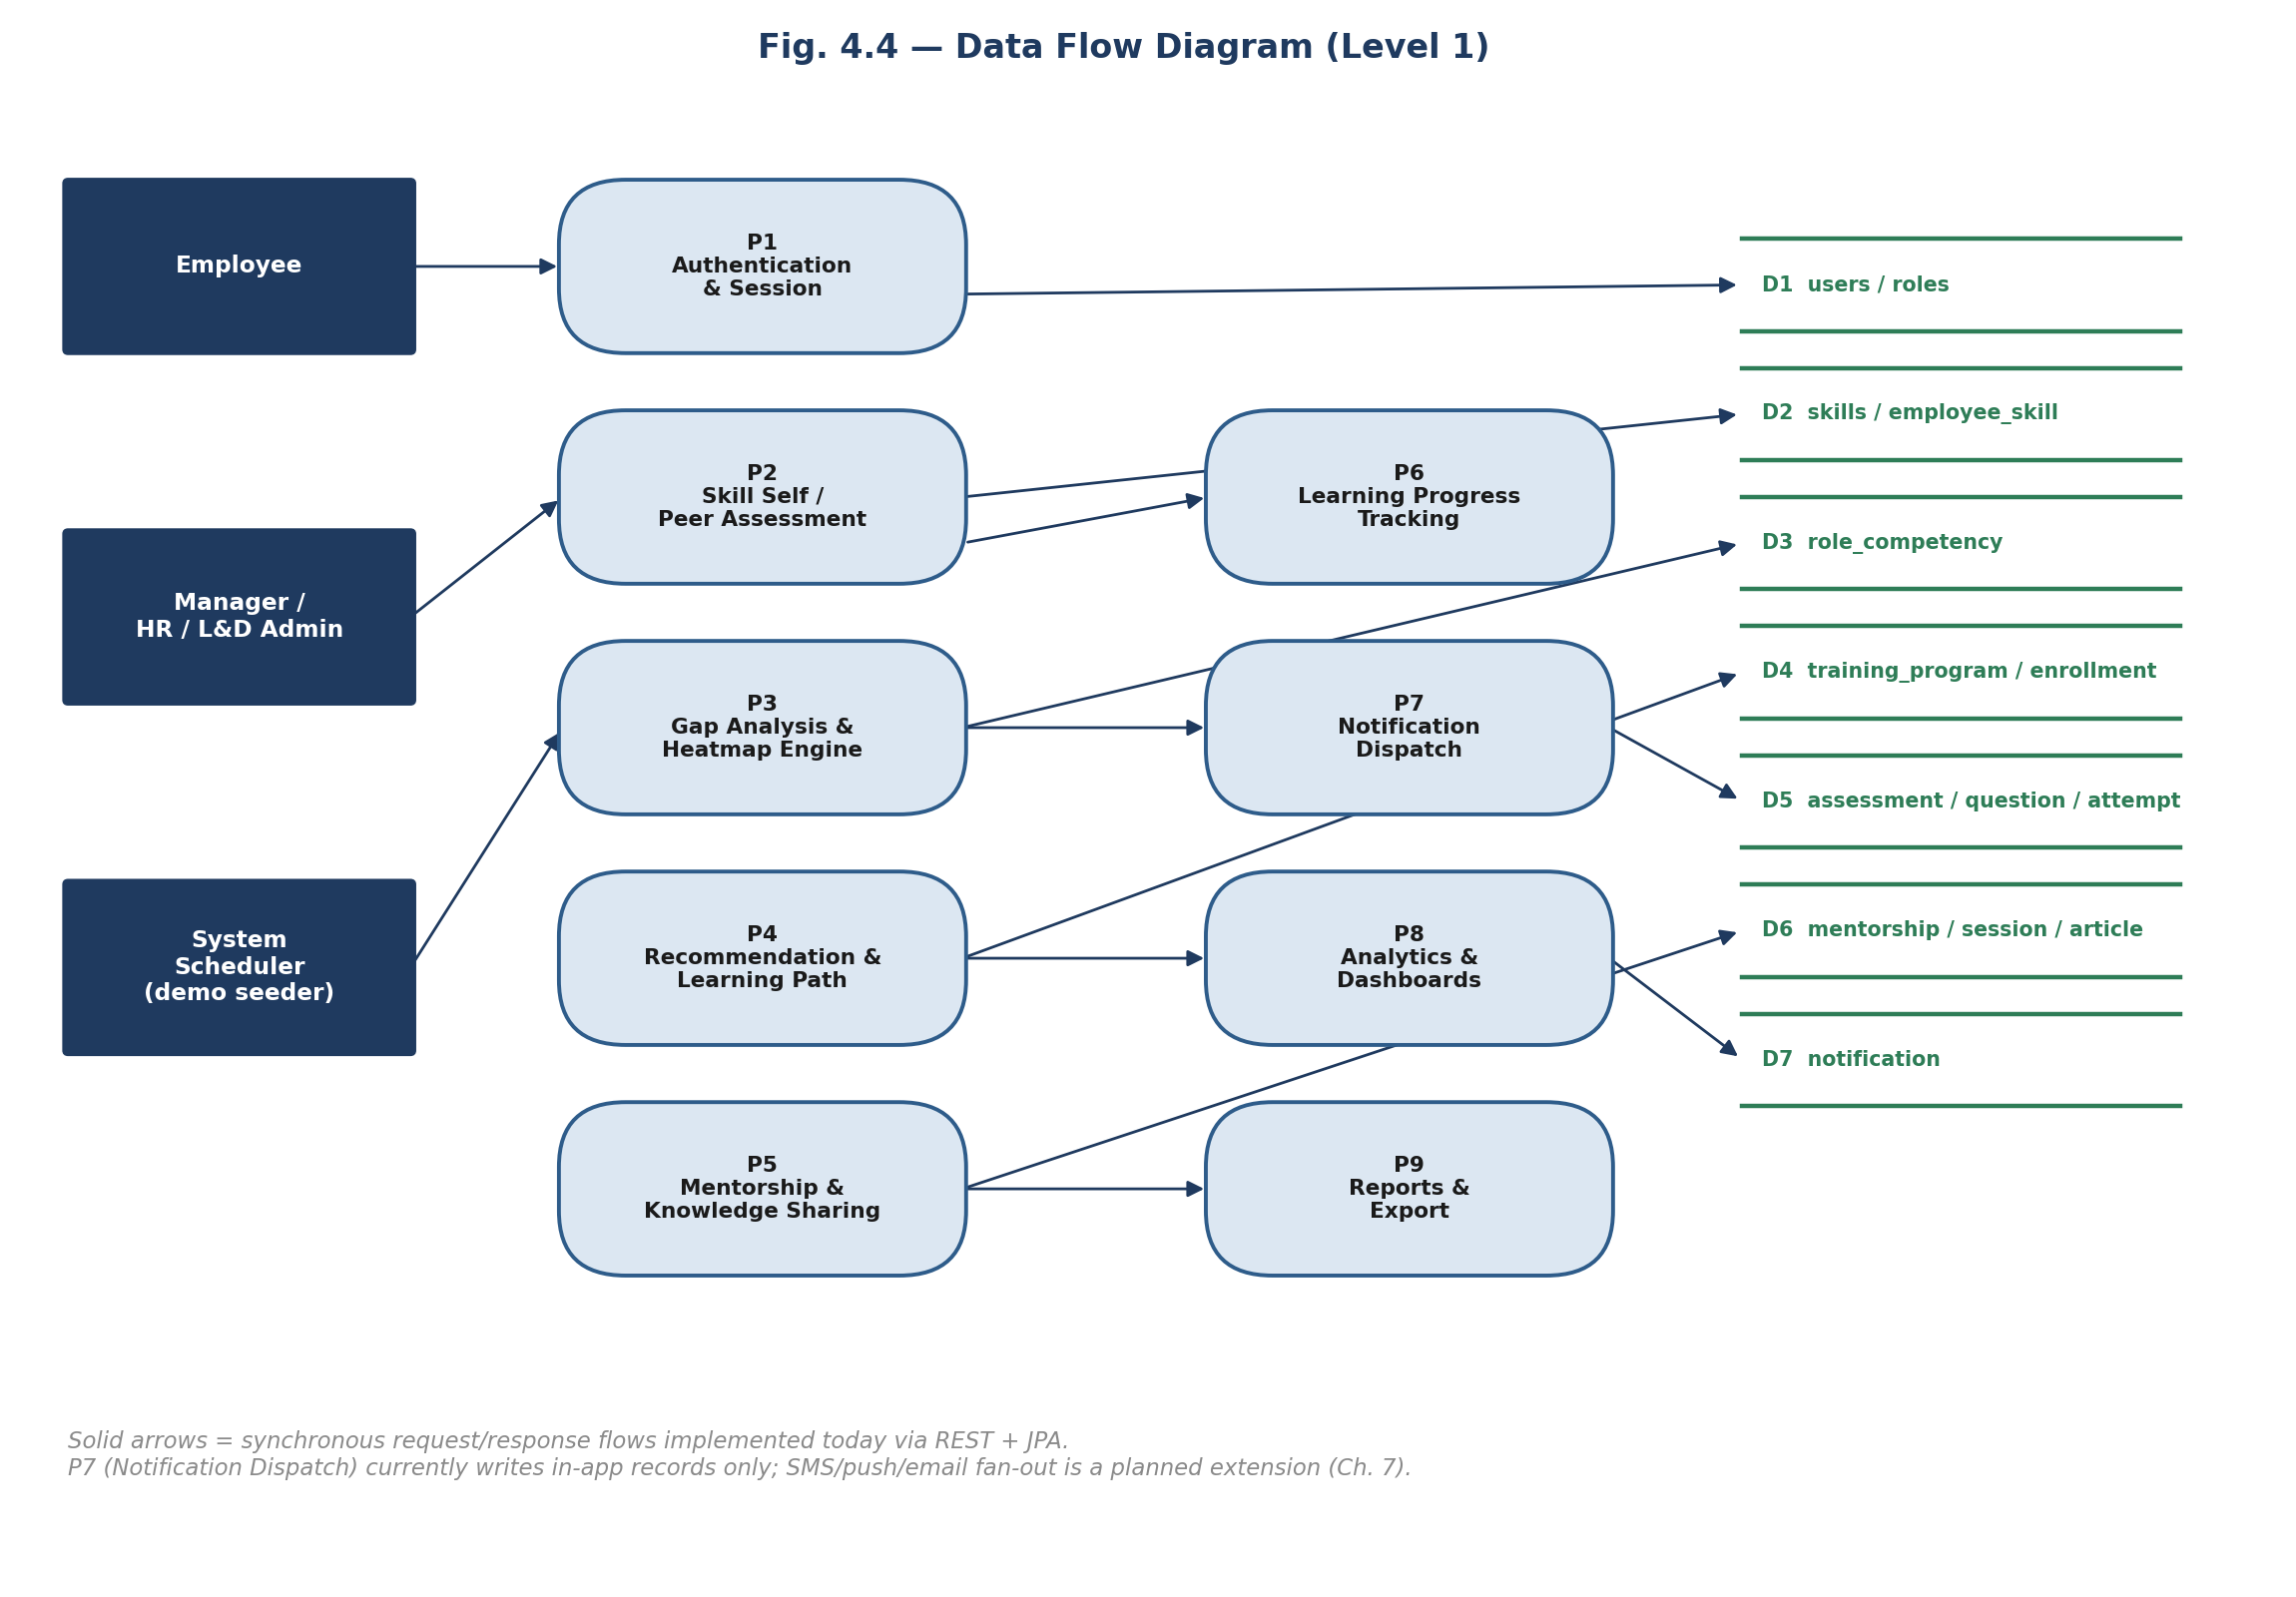 Fig. 4.4 — Data Flow Diagram (Level 1)
Employee
Manager /
HR / L&D Admin
System
Scheduler
(demo seeder)
P1
Authentication
& Session
P2
Skill Self /
Peer Assessment
P3
Gap Analysis &
Heatmap Engine
P4
Recommendation &
Learning Path
P5
Mentorship &
Knowledge Sharing
P6
Learning Progress
Tracking
P7
Notification
Dispatch
P8
Analytics &
Dashboards
P9
Reports &
Export
D1 users / roles
D2 skills / employee_skill
D3 role_competency
D4 training_program / enrollment
D5 assessment / question / attempt
D6 mentorship / session / article
D7 notification
Solid arrows = synchronous request/response flows implemented today via REST + JPA.
P7 (Notification Dispatch) currently writes in-app records only; SMS/push/email fan-out is a planned extension (Ch. 7).